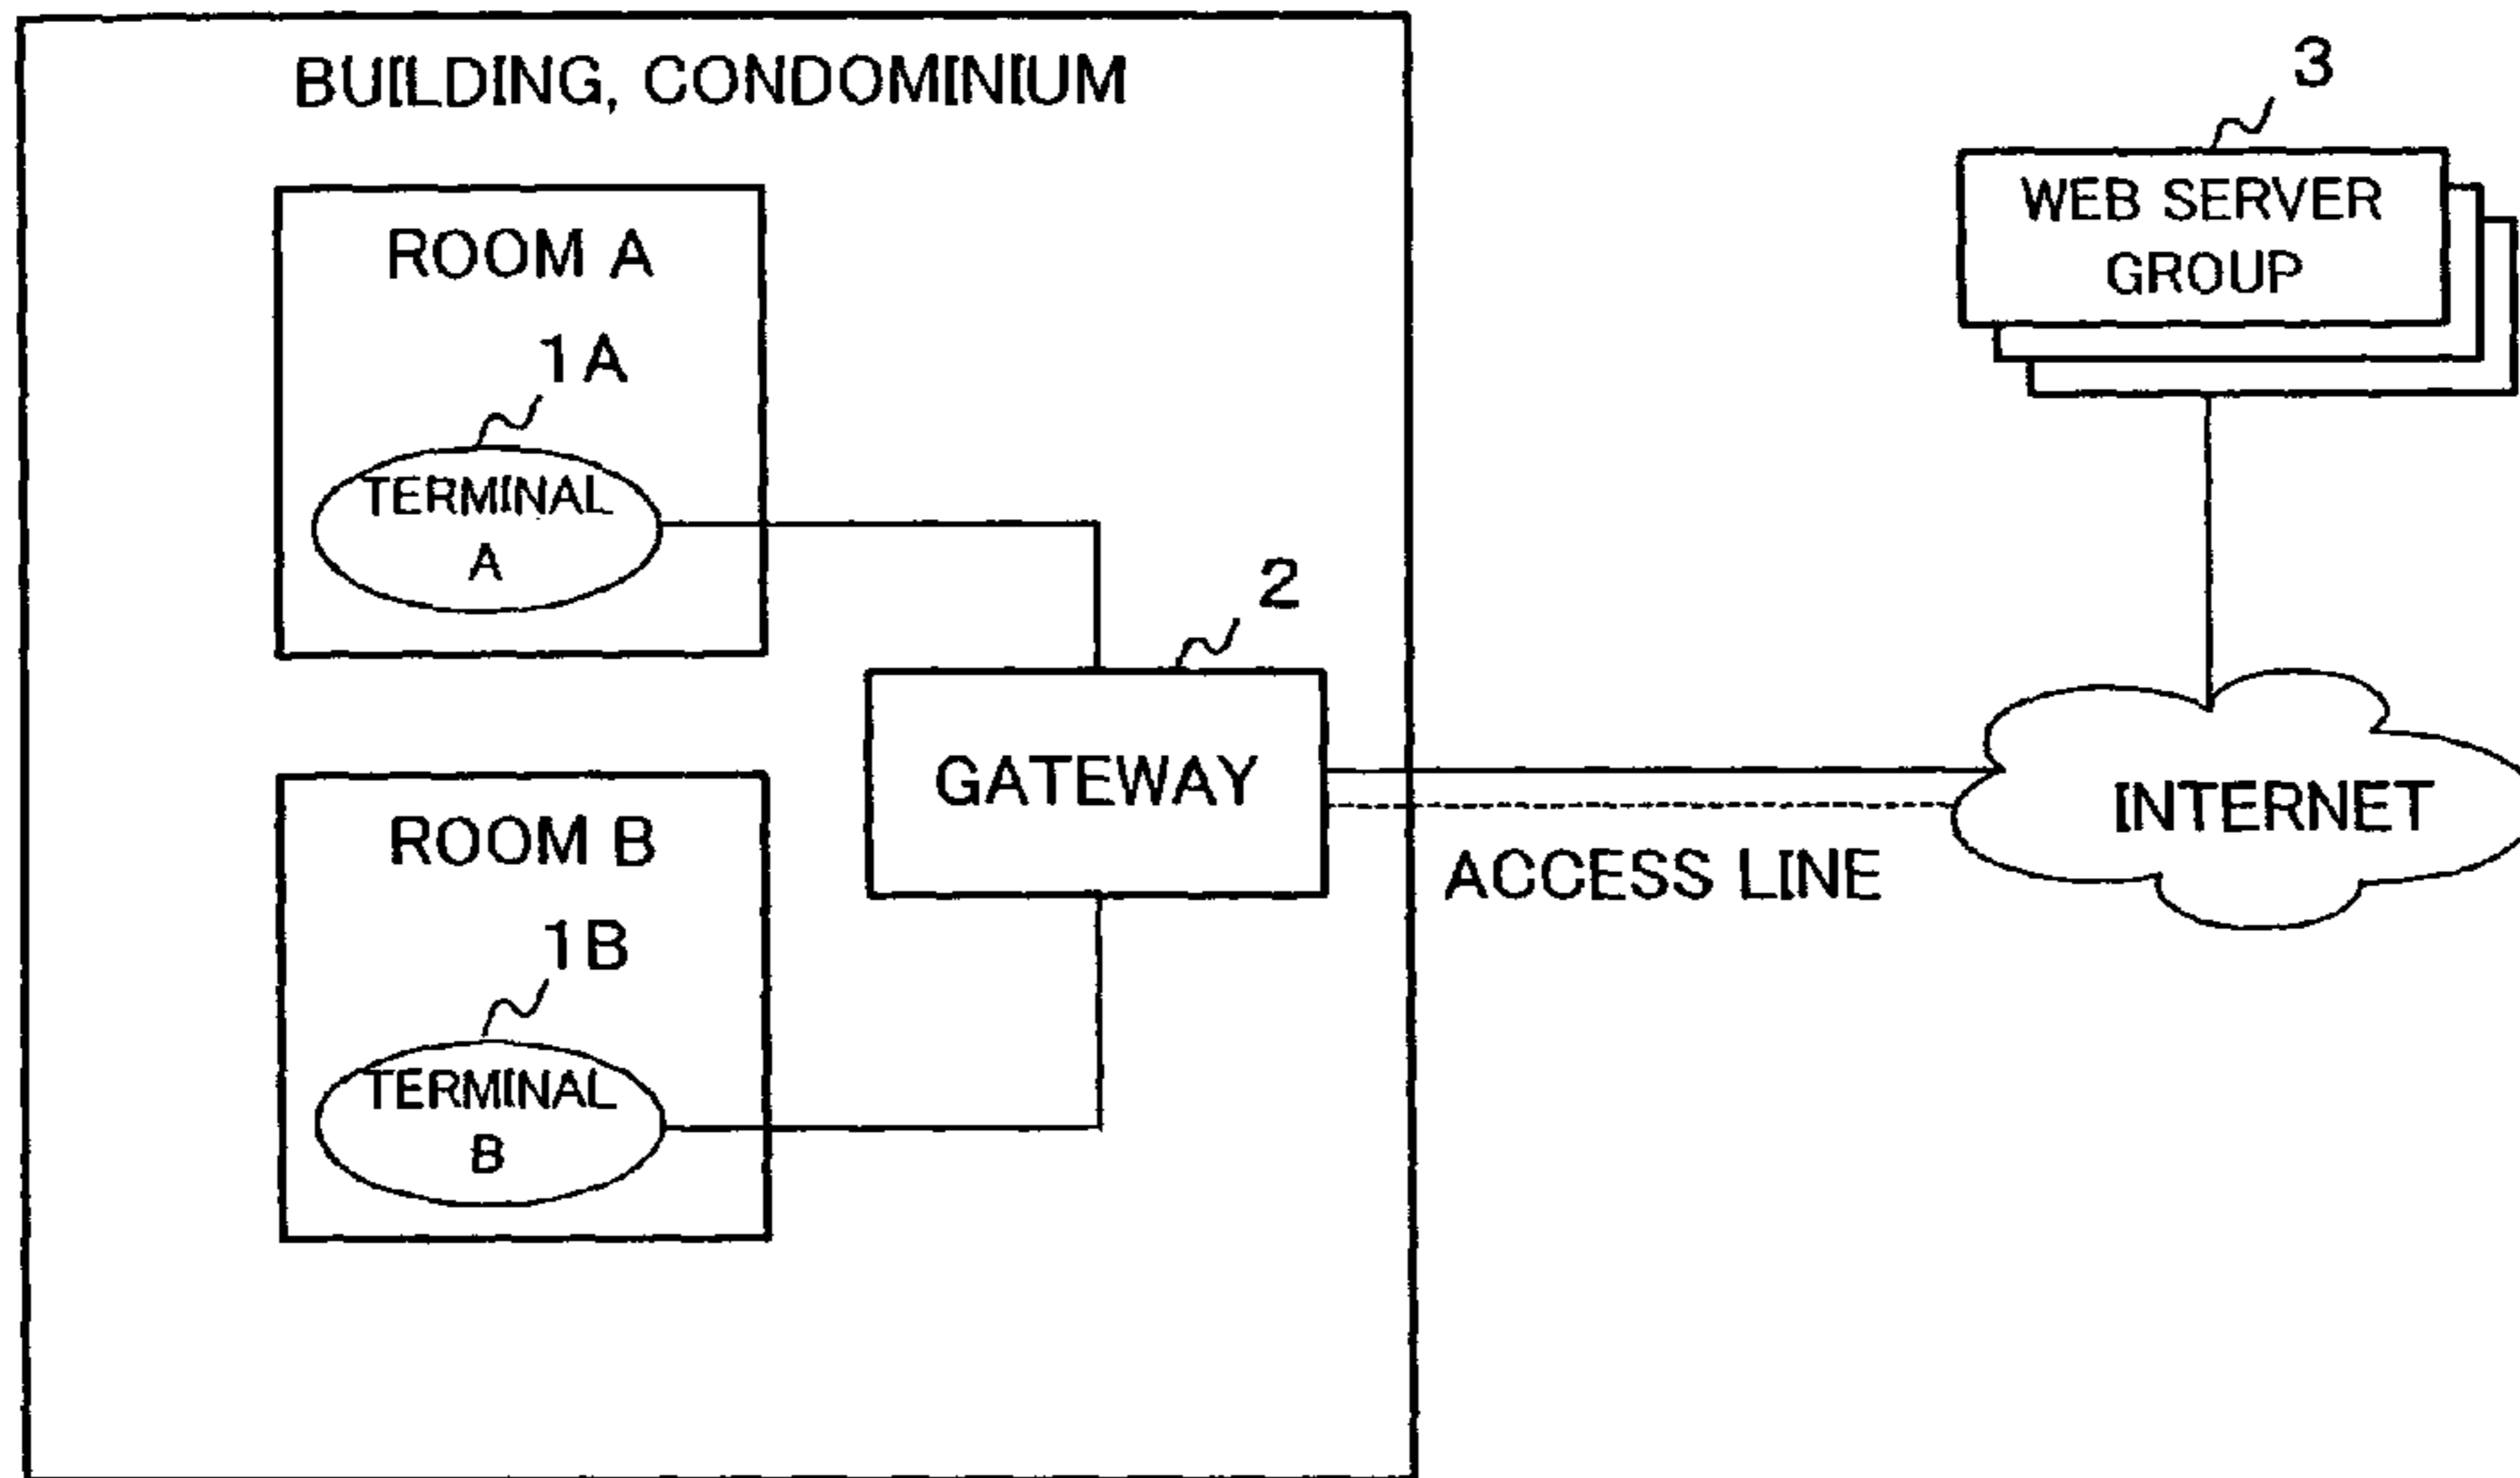 BUILDING, CONDOMINIUM
ROOM A
1A
TERMINAL
A
2
GATEWAY
ROOM B
1B
TERMINAL
B
3
WEB SERVER
GROUP
INTERNET
ACCESS LINE